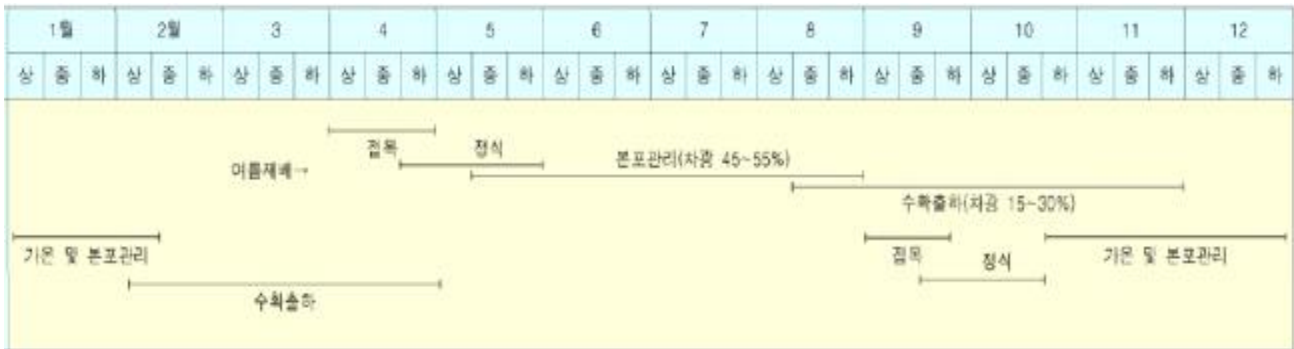 1월 2월 3 4 5 6 7 8 9 10 11 12
상 중 하 상 중 하 상 중 하 상 중 하 상 중 하 상 중 하 상 중 하 상 중 하 상 중 하 상 중 하 상 중 하 상 중 하
접목 정식 본포관리(차광 45~55%)
여름재배→
수확출하(차광 15~30%)
가온 및 본포관리 접목 정식 가온 및 본포관리
수확출하